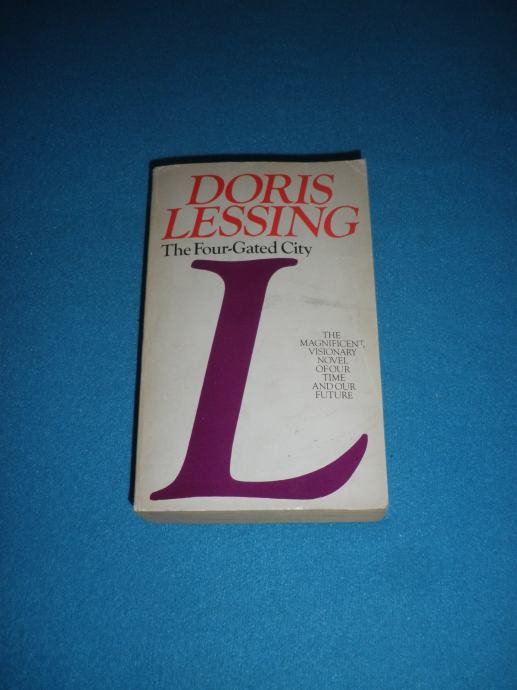 DORIS
LESSING
The Four-Gated City
L
THE
MAGNIFICENT,
VISIONARY
NOVEL
OF OUR
TIME
AND OUR
FUTURE